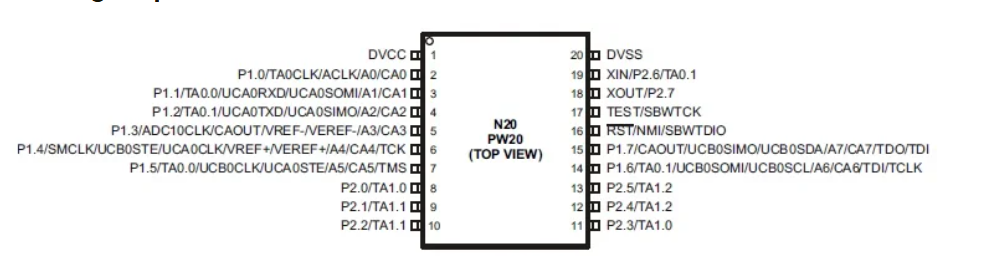 DVCC 1 20 DVSS
P1.0/TA0CLK/ACLK/A0/CA0 2 19 XIN/P2.6/TA0.1
P1.1/TA0.0/UCA0RXD/UCA0SOMI/A1/CA1 3 18 XOUT/P2.7
P1.2/TA0.1/UCA0TXD/UCA0SIMO/A2/CA2 4 17 TEST/SBWTCK
P1.3/ADC10CLK/CAOUT/VREF-/VEREF-/A3/CA3 5 N20 16 RST/NMI/SBWTDIO
P1.4/SMCLK/UCB0STE/UCA0CLK/VREF+/VEREF+/A4/CA4/TCK 6 PW20 15 P1.7/CAOUT/UCB0SIMO/UCB0SDA/A7/CA7/TDO/TDI
P1.5/TA0.0/UCB0CLK/UCA0STE/A5/CA5/TMS 7 (TOP VIEW) 14 P1.6/TA0.1/UCB0SOMI/UCB0SCL/A6/CA6/TDI/TCLK
P2.0/TA1.0 8 13 P2.5/TA1.2
P2.1/TA1.1 9 12 P2.4/TA1.2
P2.2/TA1.1 10 11 P2.3/TA1.0